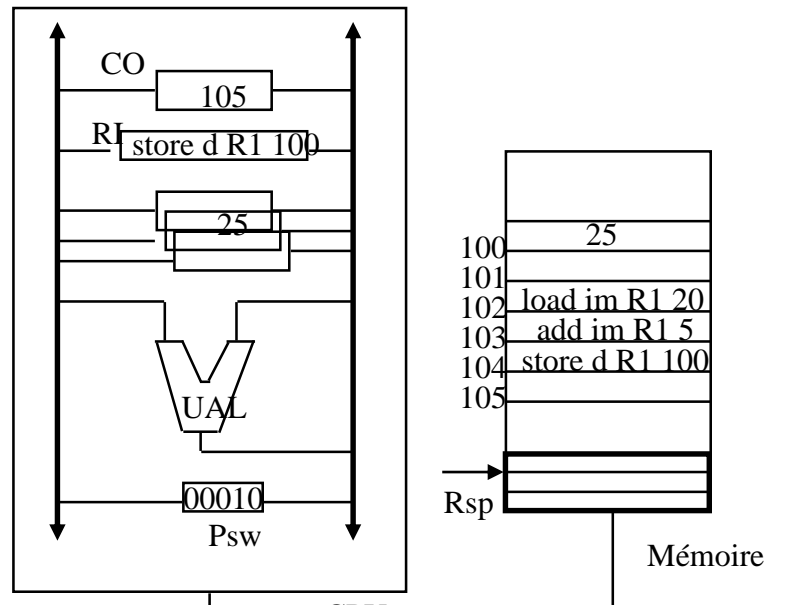 CO
105
RI
store d R1 100
25
UAL
00010
Psw
25
100
101
102 load im R1 20
103 add im R1 5
104 store d R1 100
105
Rsp
Mémoire